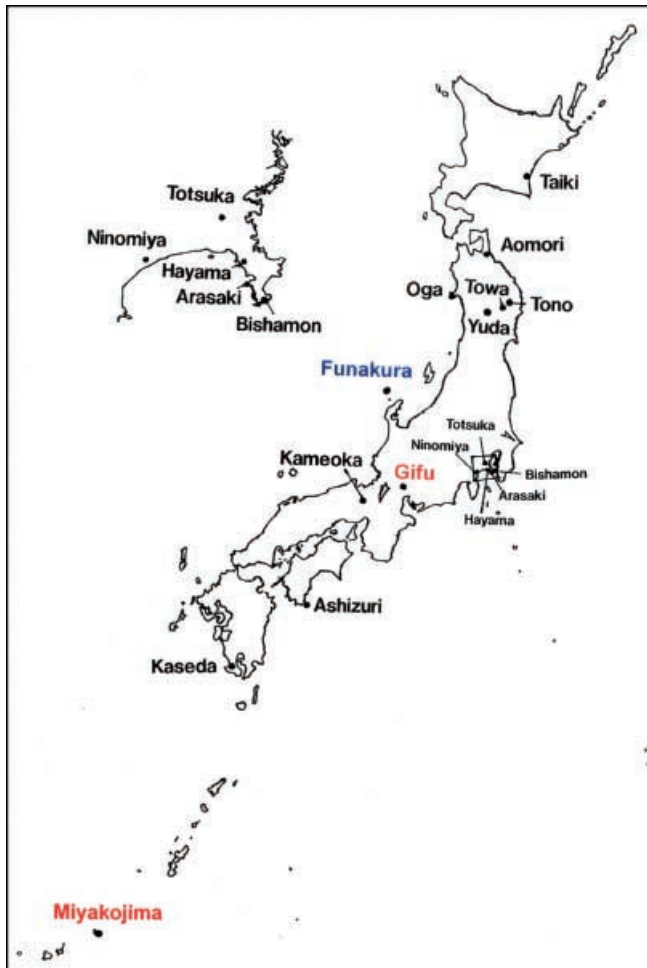 Taiki
Totsuka
Ninomiya
Aomori
Hayama
Arasaki
Oga
Towa
Tono
Bishamon
Yuda
Funakura
Totsuka
Ninomiya
Kameoka
Gifu
Bishamon
Arasaki
Hayama
Ashizuri
Kaseda
Miyakojima